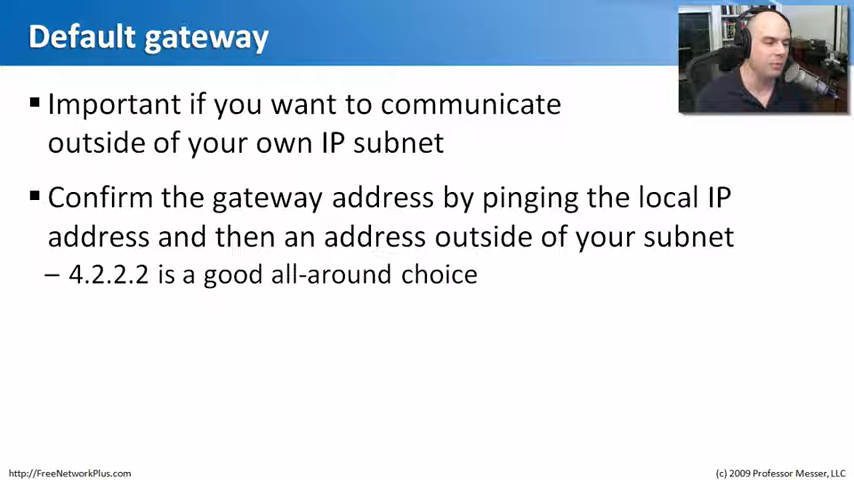 Default gateway
▪ Important if you want to communicate
outside of your own IP subnet
▪ Confirm the gateway address by pinging the local IP
address and then an address outside of your subnet
– 4.2.2.2 is a good all-around choice
http://FreeNetworkPlus.com
(c) 2009 Professor Messer, LLC